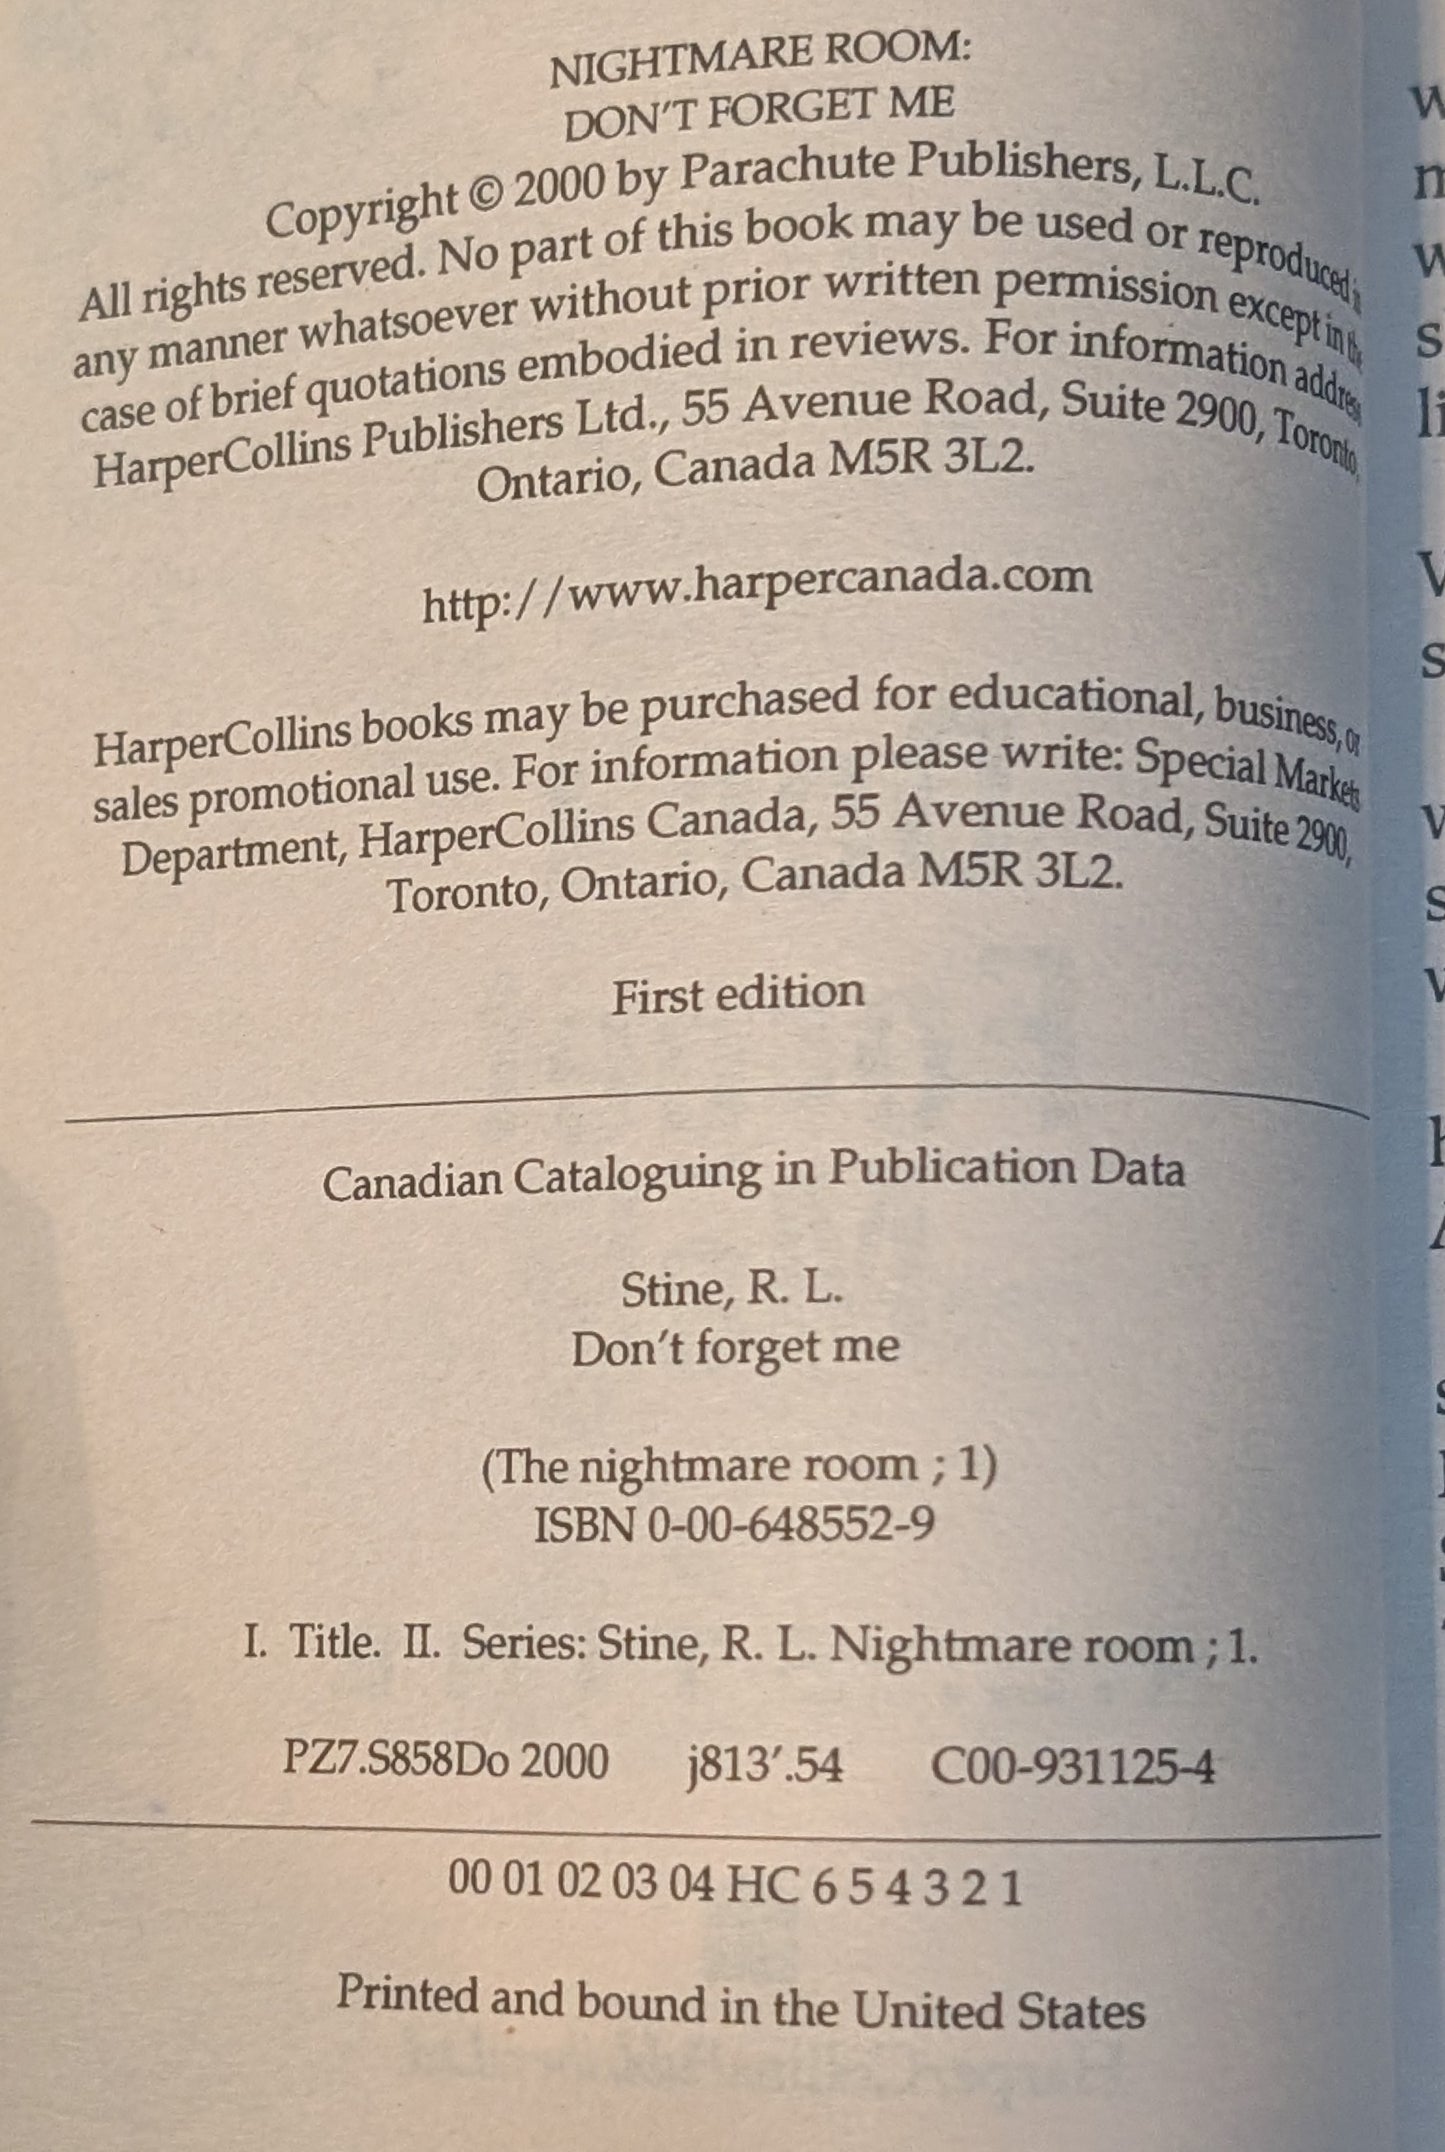 NIGHTMARE ROOM:
DON'T FORGET ME
Copyright © 2000 by Parachute Publishers, L.L.C.
All rights reserved. No part of this book may be used or reproduced in
any manner whatsoever without prior written permission except in the
case of brief quotations embodied in reviews. For information address
HarperCollins Publishers Ltd., 55 Avenue Road, Suite 2900, Toronto,
Ontario, Canada M5R 3L2.
http://www.harpercanada.com
HarperCollins books may be purchased for educational, business, or
sales promotional use. For information please write: Special Markets
Department, HarperCollins Canada, 55 Avenue Road, Suite 2900,
Toronto, Ontario, Canada M5R 3L2.
First edition
Canadian Cataloguing in Publication Data
Stine, R. L.
Don't forget me
(The nightmare room ; 1)
ISBN 0-00-648552-9
I. Title. II. Series: Stine, R. L. Nightmare room ; 1.
PZ7.S858Do 2000 j813′.54 C00-931125-4
00 01 02 03 04 HC 6 5 4 3 2 1
Printed and bound in the United States